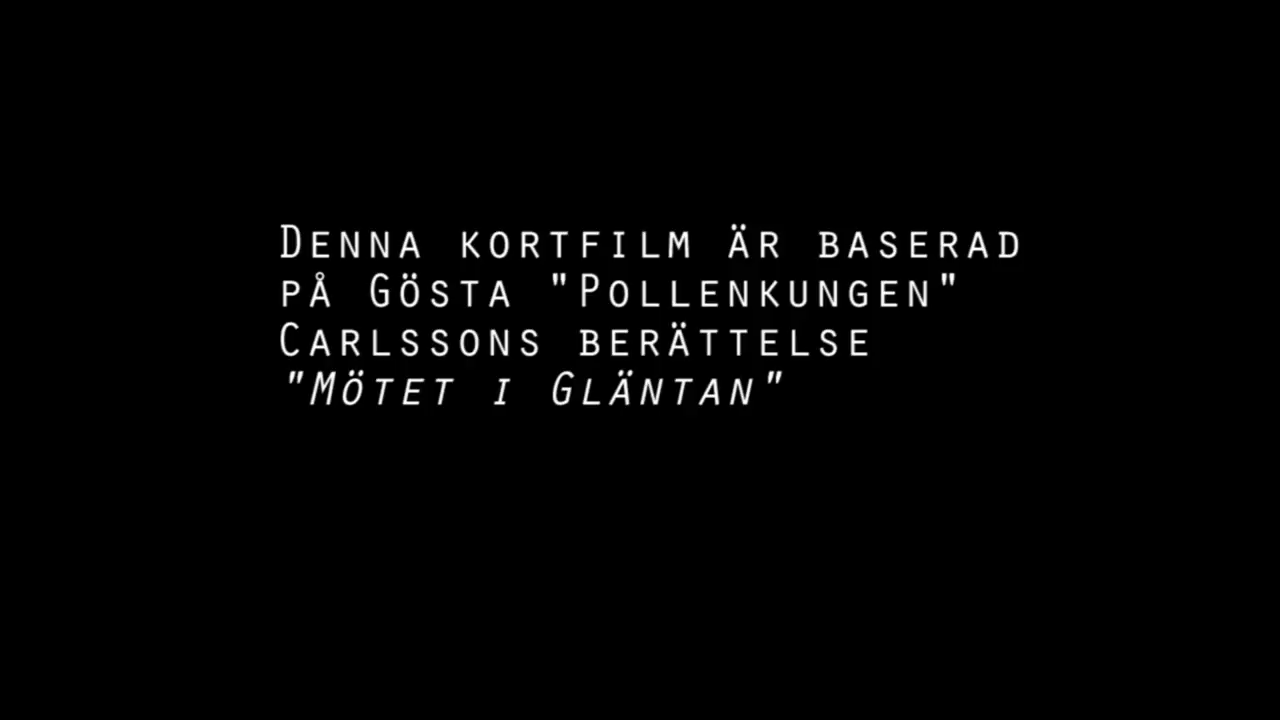 Denna kortfilm är baserad
på Gösta "Pollenkungen"
Carlssons berättelse
"Mötet i Gläntan"